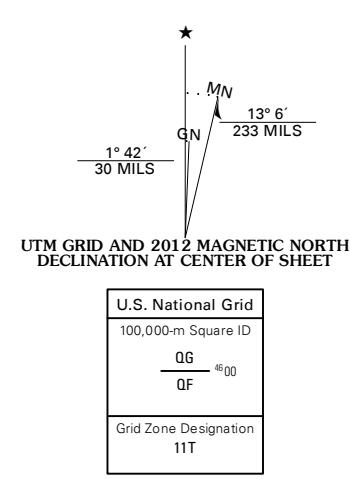 ★
MN
13° 6´
233 MILS
GN
1° 42´
30 MILS
UTM GRID AND 2012 MAGNETIC NORTH
DECLINATION AT CENTER OF SHEET
U.S. National Grid
100,000-m Square ID
QG
4600
QF
Grid Zone Designation
11T